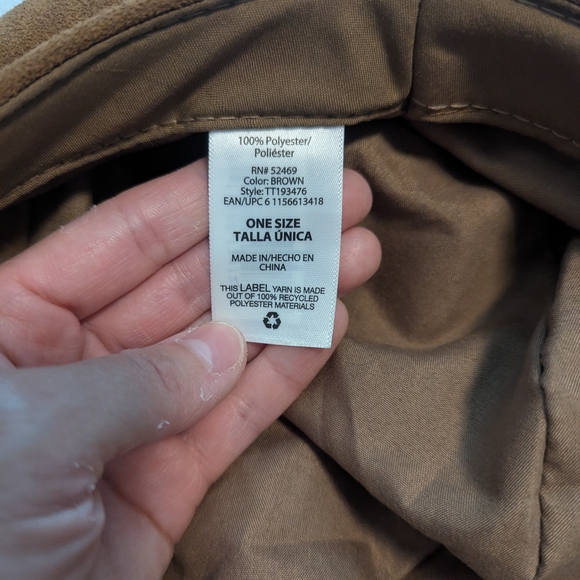 100% Polyester/
Poliéster
RN# 52469
Color: BROWN
Style: TT193476
EAN/UPC 6 1156613418
ONE SIZE
TALLA ÚNICA
MADE IN/HECHO EN
CHINA
THIS LABEL YARN IS MADE
OUT OF 100% RECYCLED
POLYESTER MATERIALS